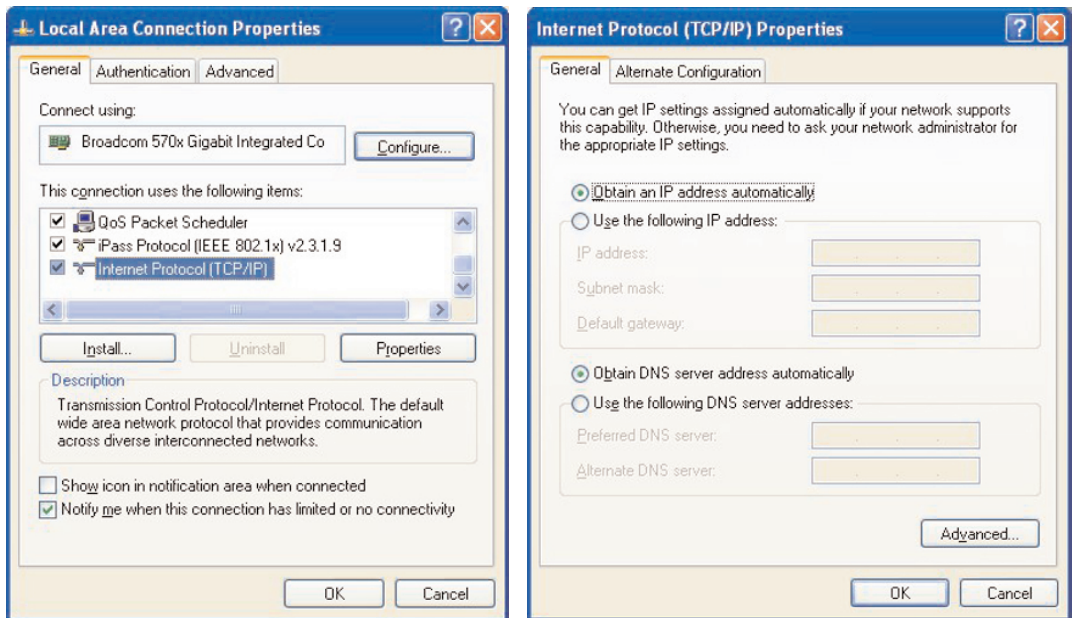 Local Area Connection Properties
General Authentication Advanced
Connect using:
Broadcom 570x Gigabit Integrated Co
Configure...
This connection uses the following items:
QoS Packet Scheduler
iPass Protocol (IEEE 802.1x) v2.3.1.9
Internet Protocol (TCP/IP)
Install... Uninstall Properties
Description
Transmission Control Protocol/Internet Protocol. The default
wide area network protocol that provides communication
across diverse interconnected networks.
Show icon in notification area when connected
Notify me when this connection has limited or no connectivity
OK Cancel
Internet Protocol (TCP/IP) Properties
General Alternate Configuration
You can get IP settings assigned automatically if your network supports
this capability. Otherwise, you need to ask your network administrator for
the appropriate IP settings.
Obtain an IP address automatically
Use the following IP address:
IP address:
Subnet mask:
Default gateway:
Obtain DNS server address automatically
Use the following DNS server addresses:
Preferred DNS server:
Alternate DNS server:
Advanced...
OK Cancel